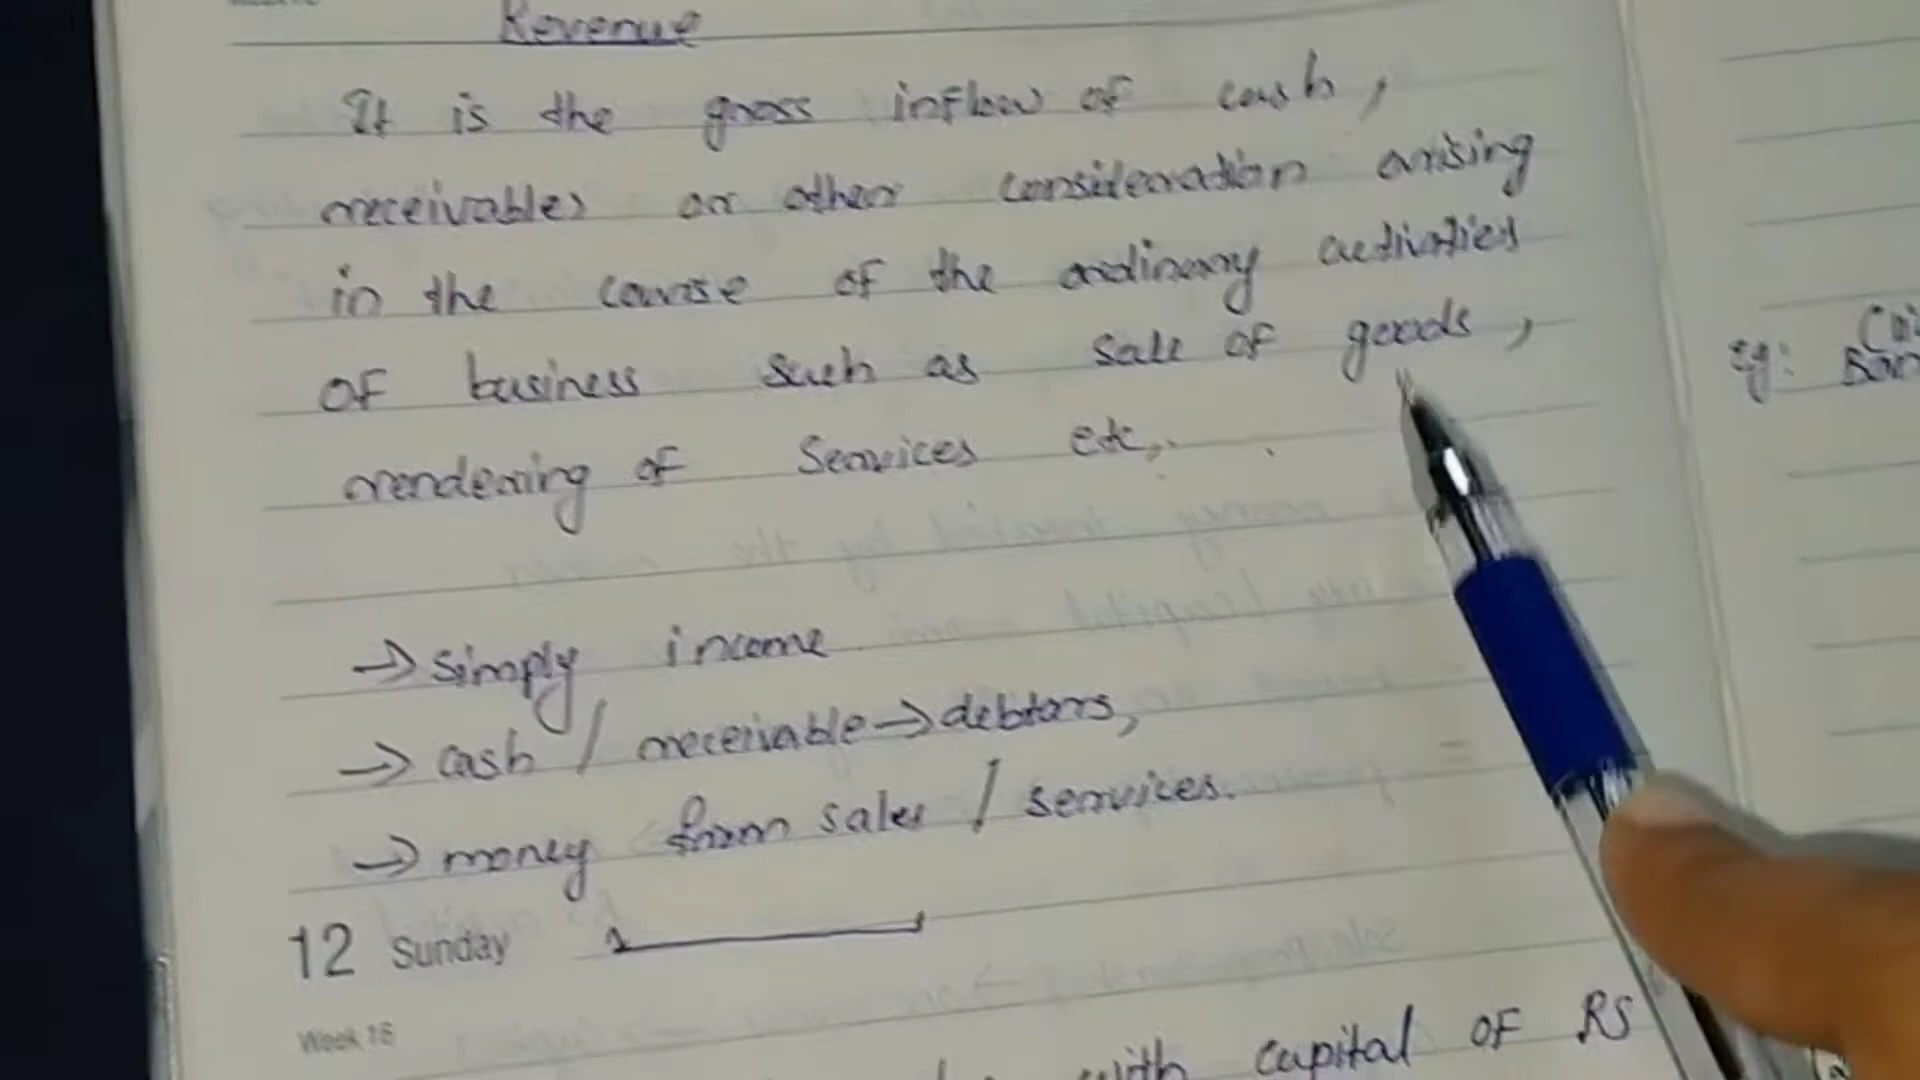 Revenue
It is the gross inflow of cash,
receivables or other consideration arising
in the course of the ordinary activities
of business such as sale of goods,
rendering of Services etc,.
→ simply income
→ cash / receivable → debtors,
→ money from sales / services.
12 Sunday
Week 16
with capital of RS
eg: